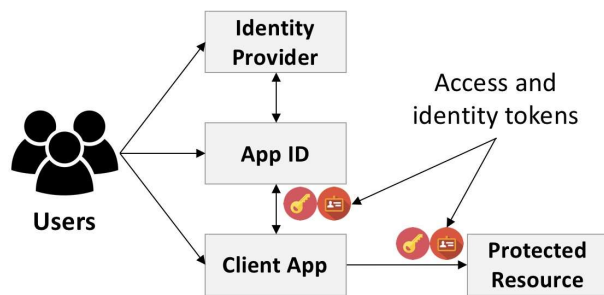 Identity
Provider
Access and
identity tokens
App ID
Users
Client App
Protected
Resource